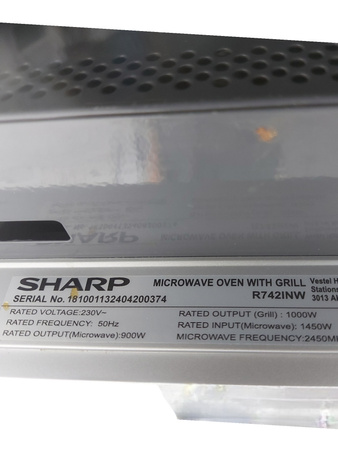 SHARP MICROWAVE OVEN WITH GRILL Vestel H
SERIAL No. 181001132404200374 R742INW Station
3013 A
RATED VOLTAGE:230V~ RATED OUTPUT (Grill) : 1000W
RATED FREQUENCY: 50Hz RATED INPUT(Microwave): 1450W
RATED OUTPUT(Microwave):900W MICROWAVE FREQUENCY:2450M